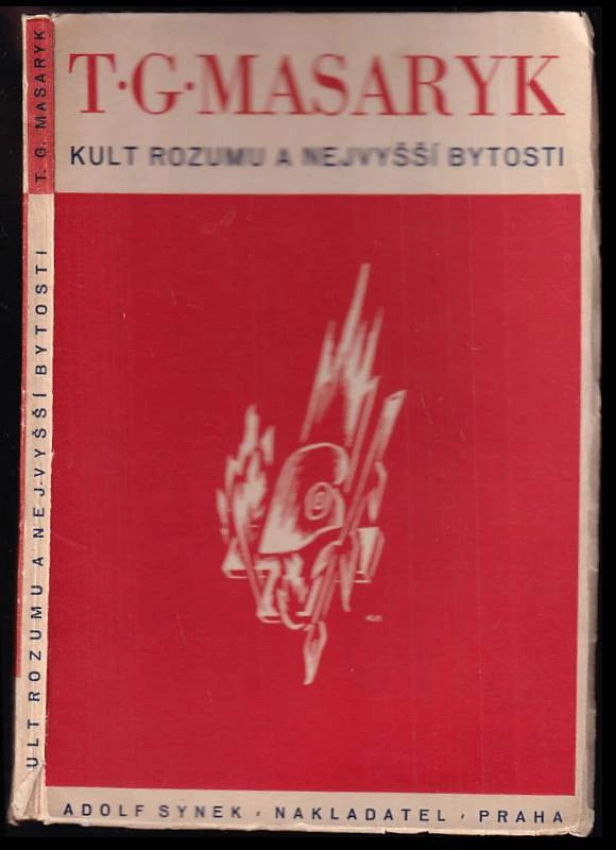 T·G·MASARYK
KULT ROZUMU A NEJVYŠŠÍ BYTOSTI
ADOLF SYNEK, NAKLADATEL, PRAHA
T. G. MASARYK
ULT ROZUMU A NEJVYŠŠÍ BYTOSTI